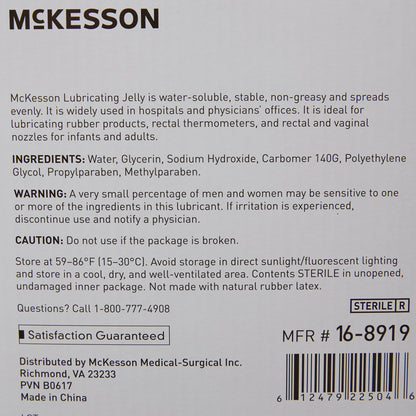 McKESSON
McKesson Lubricating Jelly is water-soluble, stable, non-greasy and spreads
evenly. It is widely used in hospitals and physicians' offices. It is ideal for
lubricating rubber products, rectal thermometers, and rectal and vaginal
nozzles for infants and adults.
INGREDIENTS: Water, Glycerin, Sodium Hydroxide, Carbomer 140G, Polyethylene
Glycol, Propylparaben, Methylparaben.
WARNING: A very small percentage of men and women may be sensitive to one
or more of the ingredients in this lubricant. If irritation is experienced,
discontinue use and notify a physician.
CAUTION: Do not use if the package is broken.
Store at 59–86°F (15–30°C). Avoid storage in direct sunlight/fluorescent lighting
and store in a cool, dry, and well-ventilated area. Contents STERILE in unopened,
undamaged inner package. Not made with natural rubber latex.
Questions? Call 1-800-777-4908
STERILE R
Satisfaction Guaranteed
MFR # 16-8919
Distributed by McKesson Medical-Surgical Inc.
Richmond, VA 23233
PVN B0617
Made in China
6 12479 22504 6
LOT